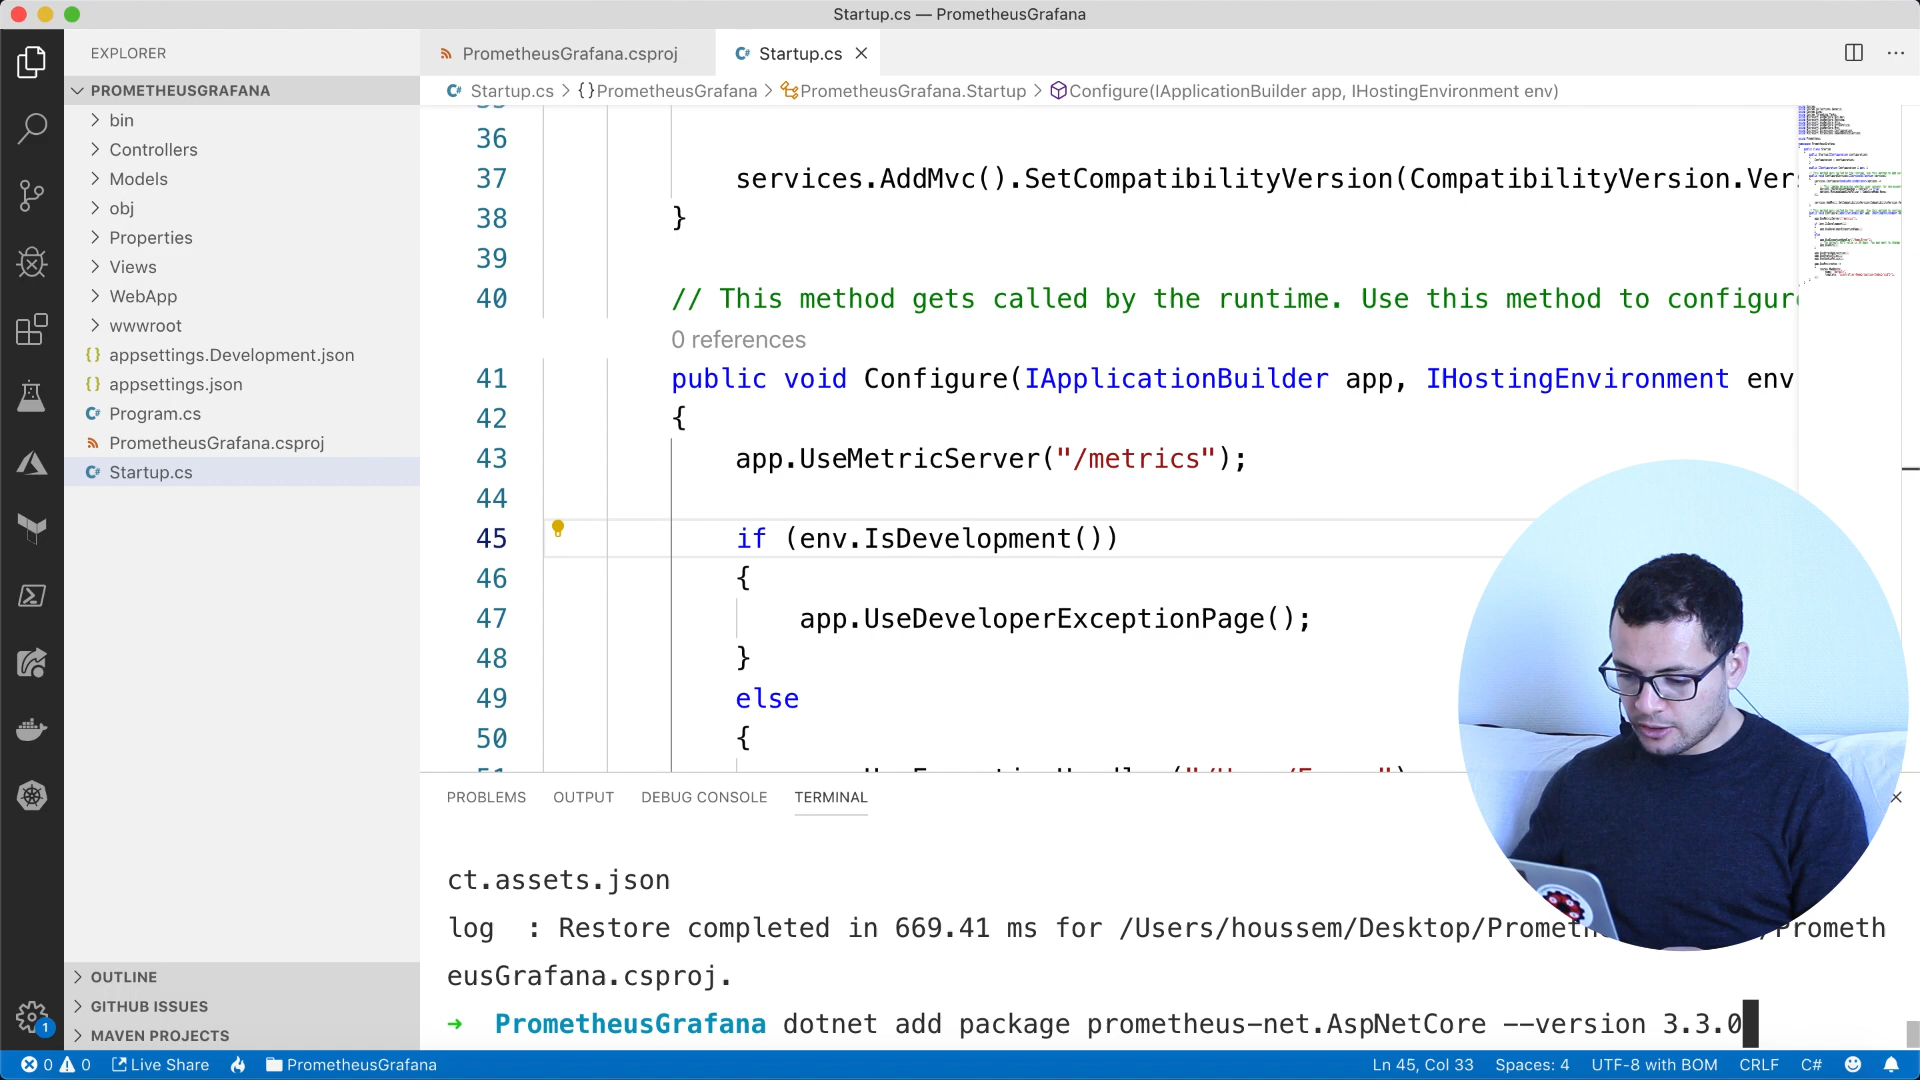 Startup.cs — PrometheusGrafana
EXPLORER
PrometheusGrafana.csproj
Startup.cs
PROMETHEUSGRAFANA
Startup.cs > {} PrometheusGrafana > PrometheusGrafana.Startup > Configure(IApplicationBuilder app, IHostingEnvironment env)
bin
Controllers
Models
obj
Properties
Views
WebApp
wwwroot
{} appsettings.Development.json
{} appsettings.json
C# Program.cs
PrometheusGrafana.csproj
C# Startup.cs
36
37 services.AddMvc().SetCompatibilityVersion(CompatibilityVersion.Vers
38 }
39
40 // This method gets called by the runtime. Use this method to configure
0 references
41 public void Configure(IApplicationBuilder app, IHostingEnvironment env
42 {
43 app.UseMetricServer("/metrics");
44
45 if (env.IsDevelopment())
46 {
47 app.UseDeveloperExceptionPage();
48 }
49 else
50 {
PROBLEMS OUTPUT DEBUG CONSOLE TERMINAL
ct.assets.json
log : Restore completed in 669.41 ms for /Users/houssem/Desktop/Prometh /Prometh
eusGrafana.csproj.
→ PrometheusGrafana dotnet add package prometheus-net.AspNetCore --version 3.3.0
OUTLINE
GITHUB ISSUES
MAVEN PROJECTS
1
0 0 Live Share PrometheusGrafana Ln 45, Col 33 Spaces: 4 UTF-8 with BOM CRLF C#